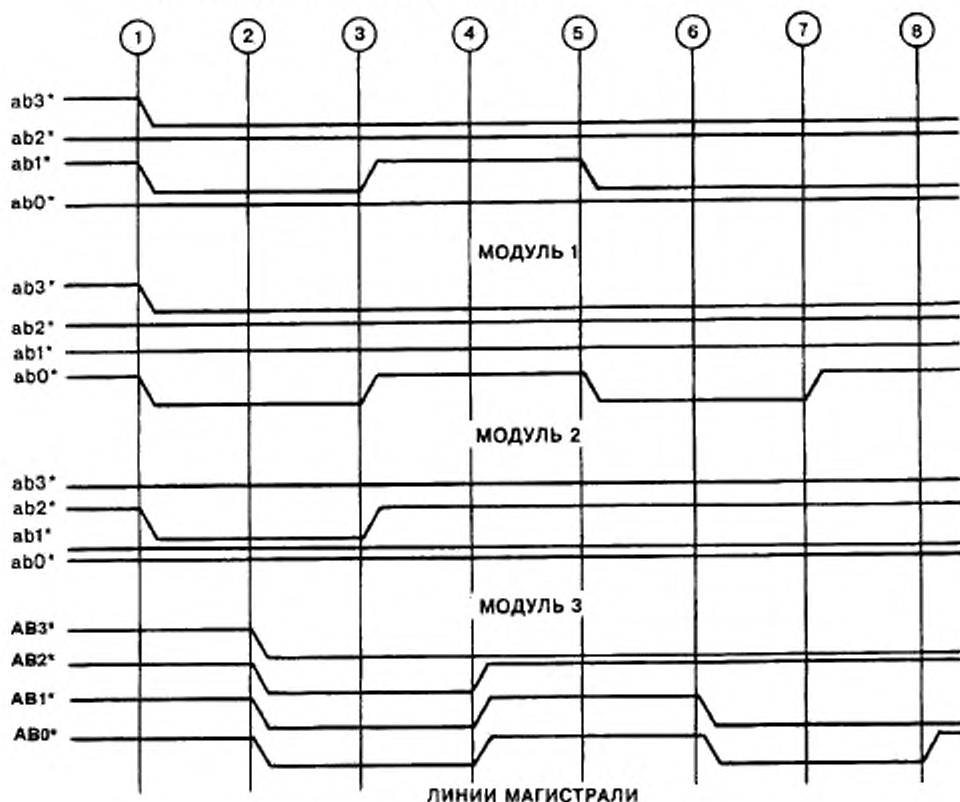 1 2 3 4 5 6 7 8
ab3*
ab2*
ab1*
ab0*
МОДУЛЬ 1
ab3*
ab2*
ab1*
ab0*
МОДУЛЬ 2
ab3*
ab2*
ab1*
ab0*
МОДУЛЬ 3
AB3*
AB2*
AB1*
AB0*
ЛИНИИ МАГИСТРАЛИ